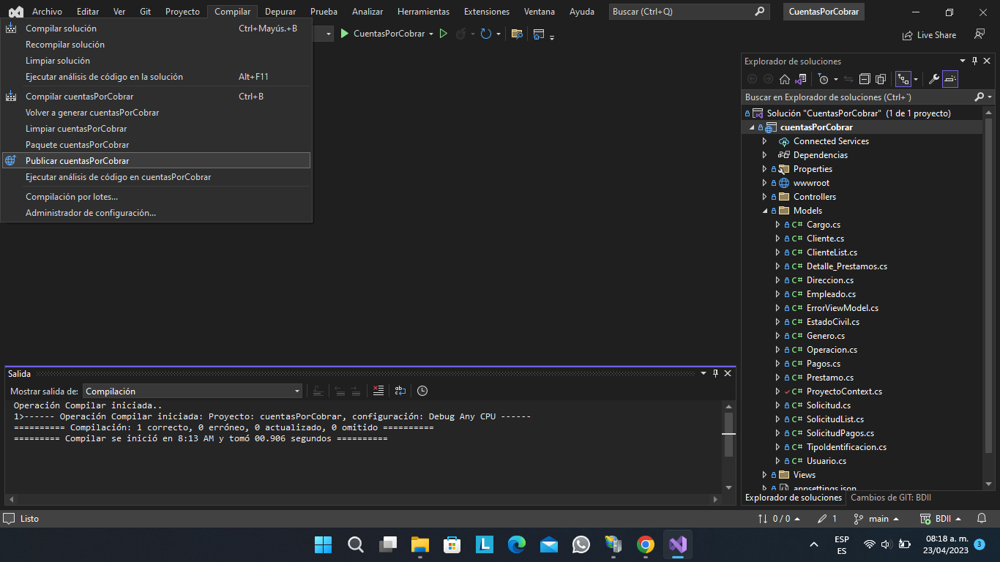 Archivo Editar Ver Git Proyecto Compilar Depurar Prueba Analizar Herramientas Extensiones Ventana Ayuda Buscar (Ctrl+Q) CuentasPorCobrar
Compilar solución Ctrl+Mayús.+B
Recompilar solución
Limpiar solución
Ejecutar análisis de código en la solución Alt+F11
Compilar cuentasPorCobrar Ctrl+B
Volver a generar cuentasPorCobrar
Limpiar cuentasPorCobrar
Paquete cuentasPorCobrar
Publicar cuentasPorCobrar
Ejecutar análisis de código en cuentasPorCobrar
Compilación por lotes...
Administrador de configuración...
CuentasPorCobrar
Live Share
Explorador de soluciones
Buscar en Explorador de soluciones (Ctrl+`)
Solución "CuentasPorCobrar" (1 de 1 proyecto)
cuentasPorCobrar
Connected Services
Dependencias
Properties
wwwroot
Controllers
Models
C# Cargo.cs
C# Cliente.cs
C# ClienteList.cs
C# Detalle_Prestamos.cs
C# Direccion.cs
C# Empleado.cs
C# ErrorViewModel.cs
C# EstadoCivil.cs
C# Genero.cs
C# Operacion.cs
C# Pagos.cs
C# Prestamo.cs
C# ProyectoContext.cs
C# Solicitud.cs
C# SolicitudList.cs
C# SolicitudPagos.cs
C# TipoIdentificacion.cs
C# Usuario.cs
Views
appsettings.json
Explorador de soluciones Cambios de GIT: BDII
Salida
Mostrar salida de: Compilación
Operación Compilar iniciada..
1>------ Operación Compilar iniciada: Proyecto: cuentasPorCobrar, configuración: Debug Any CPU ------
========== Compilación: 1 correcto, 0 erróneo, 0 actualizado, 0 omitido ==========
========= Compilar se inició en 8:13 AM y tomó 00.906 segundos ==========
Listo
0 / 0 1 main BDII
L
ESP
ES
08:18 a. m.
23/04/2023
3